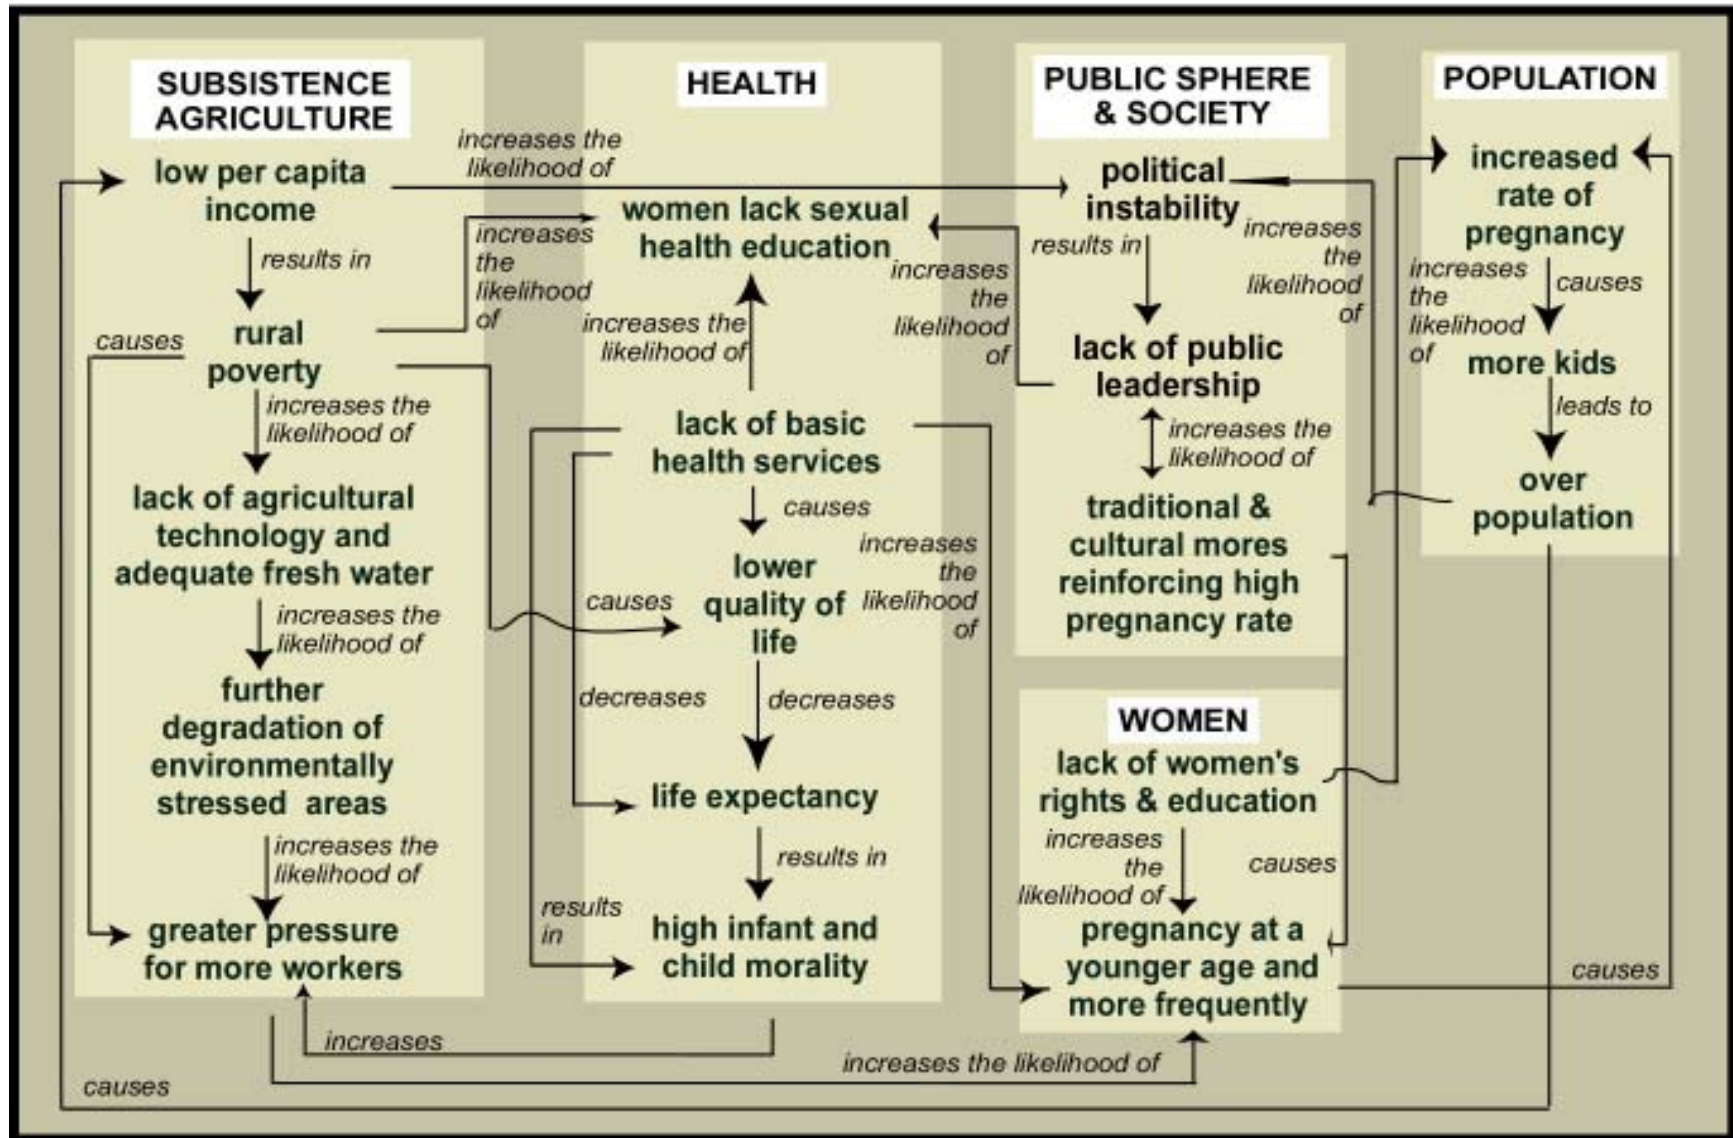 SUBSISTENCE
AGRICULTURE
low per capita
income
results in
rural
poverty
causes
increases the
likelihood of
lack of agricultural
technology and
adequate fresh water
increases the
likelihood of
further
degradation of
environmentally
stressed areas
increases the
likelihood of
greater pressure
for more workers
increases the
likelihood of
increases
the
likelihood
of
HEALTH
women lack sexual
health education
increases the
likelihood of
lack of basic
health services
causes
lower
quality of
life
causes
decreases
decreases
life expectancy
results in
results
in
high infant and
child morality
increases
the
likelihood
of
increases
the
likelihood
of
PUBLIC SPHERE
& SOCIETY
political
instability
results in
increases
the
likelihood
of
lack of public
leadership
increases the
likelihood of
traditional &
cultural mores
reinforcing high
pregnancy rate
WOMEN
lack of women's
rights & education
increases
the
likelihood of
causes
pregnancy at a
younger age and
more frequently
POPULATION
increased
rate of
pregnancy
increases
the
likelihood
of
causes
more kids
leads to
over
population
causes
increases
increases the likelihood of
causes